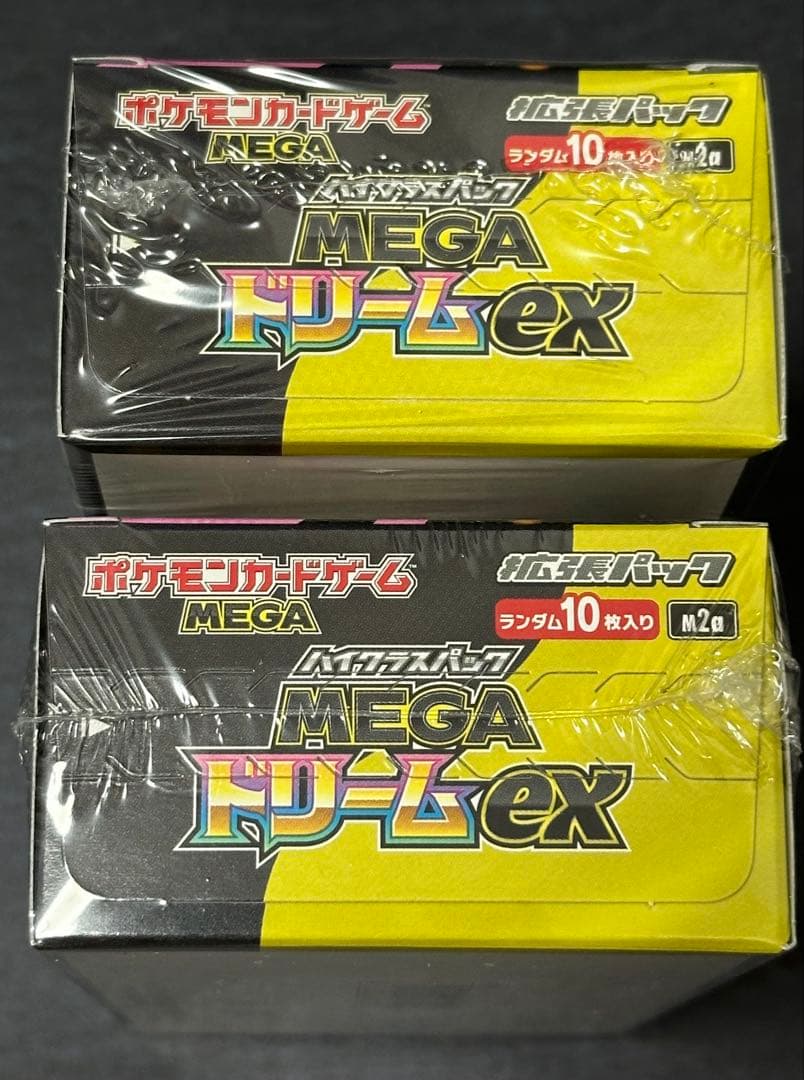 ポケモンカードゲーム
MEGA
拡張パック
ランダム10枚入り M2a
ハイクラスパック
MEGA
ドリームex
ポケモンカードゲーム
MEGA
拡張パック
ランダム10枚入り M2a
ハイクラスパック
MEGA
ドリームex